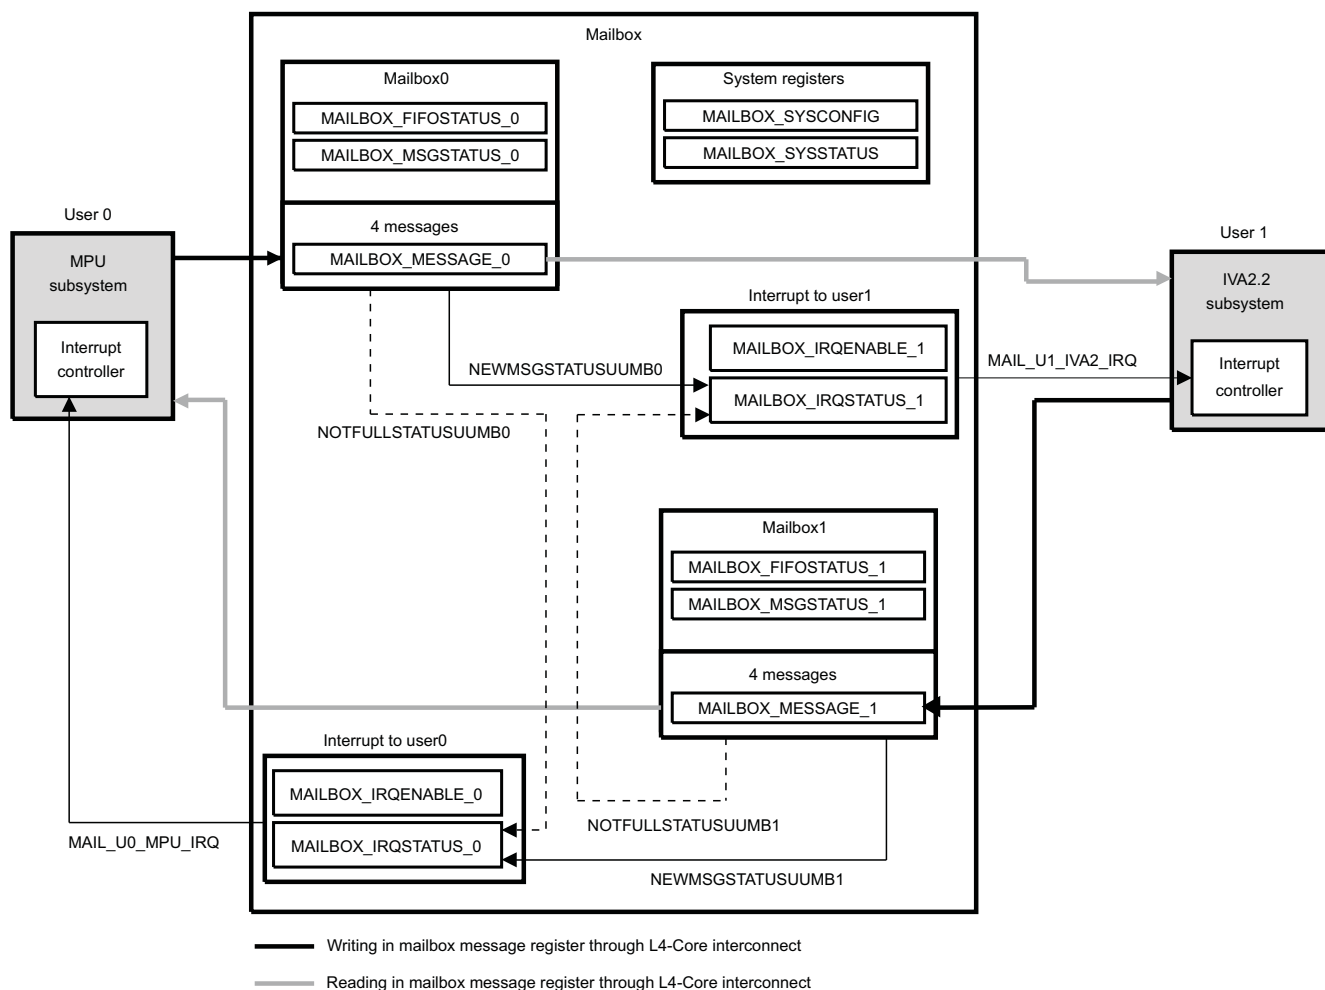 Mailbox
Mailbox0
MAILBOX_FIFOSTATUS_0
MAILBOX_MSGSTATUS_0
4 messages
MAILBOX_MESSAGE_0
System registers
MAILBOX_SYSCONFIG
MAILBOX_SYSSTATUS
User 0
MPU
subsystem
Interrupt
controller
User 1
IVA2.2
subsystem
Interrupt
controller
Interrupt to user1
MAILBOX_IRQENABLE_1
MAILBOX_IRQSTATUS_1
NEWMSGSTATUSUUMB0
NOTFULLSTATUSUUMB0
MAIL_U1_IVA2_IRQ
Mailbox1
MAILBOX_FIFOSTATUS_1
MAILBOX_MSGSTATUS_1
4 messages
MAILBOX_MESSAGE_1
Interrupt to user0
MAILBOX_IRQENABLE_0
MAILBOX_IRQSTATUS_0
MAIL_U0_MPU_IRQ
NOTFULLSTATUSUUMB1
NEWMSGSTATUSUUMB1
Writing in mailbox message register through L4-Core interconnect
Reading in mailbox message register through L4-Core interconnect